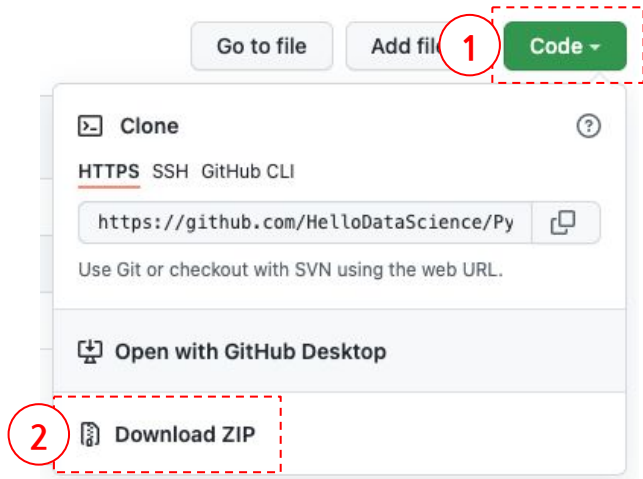 Go to file Add fil 1 Code
Clone
HTTPS SSH GitHub CLI
https://github.com/HelloDataScience/Py
Use Git or checkout with SVN using the web URL.
Open with GitHub Desktop
2 Download ZIP